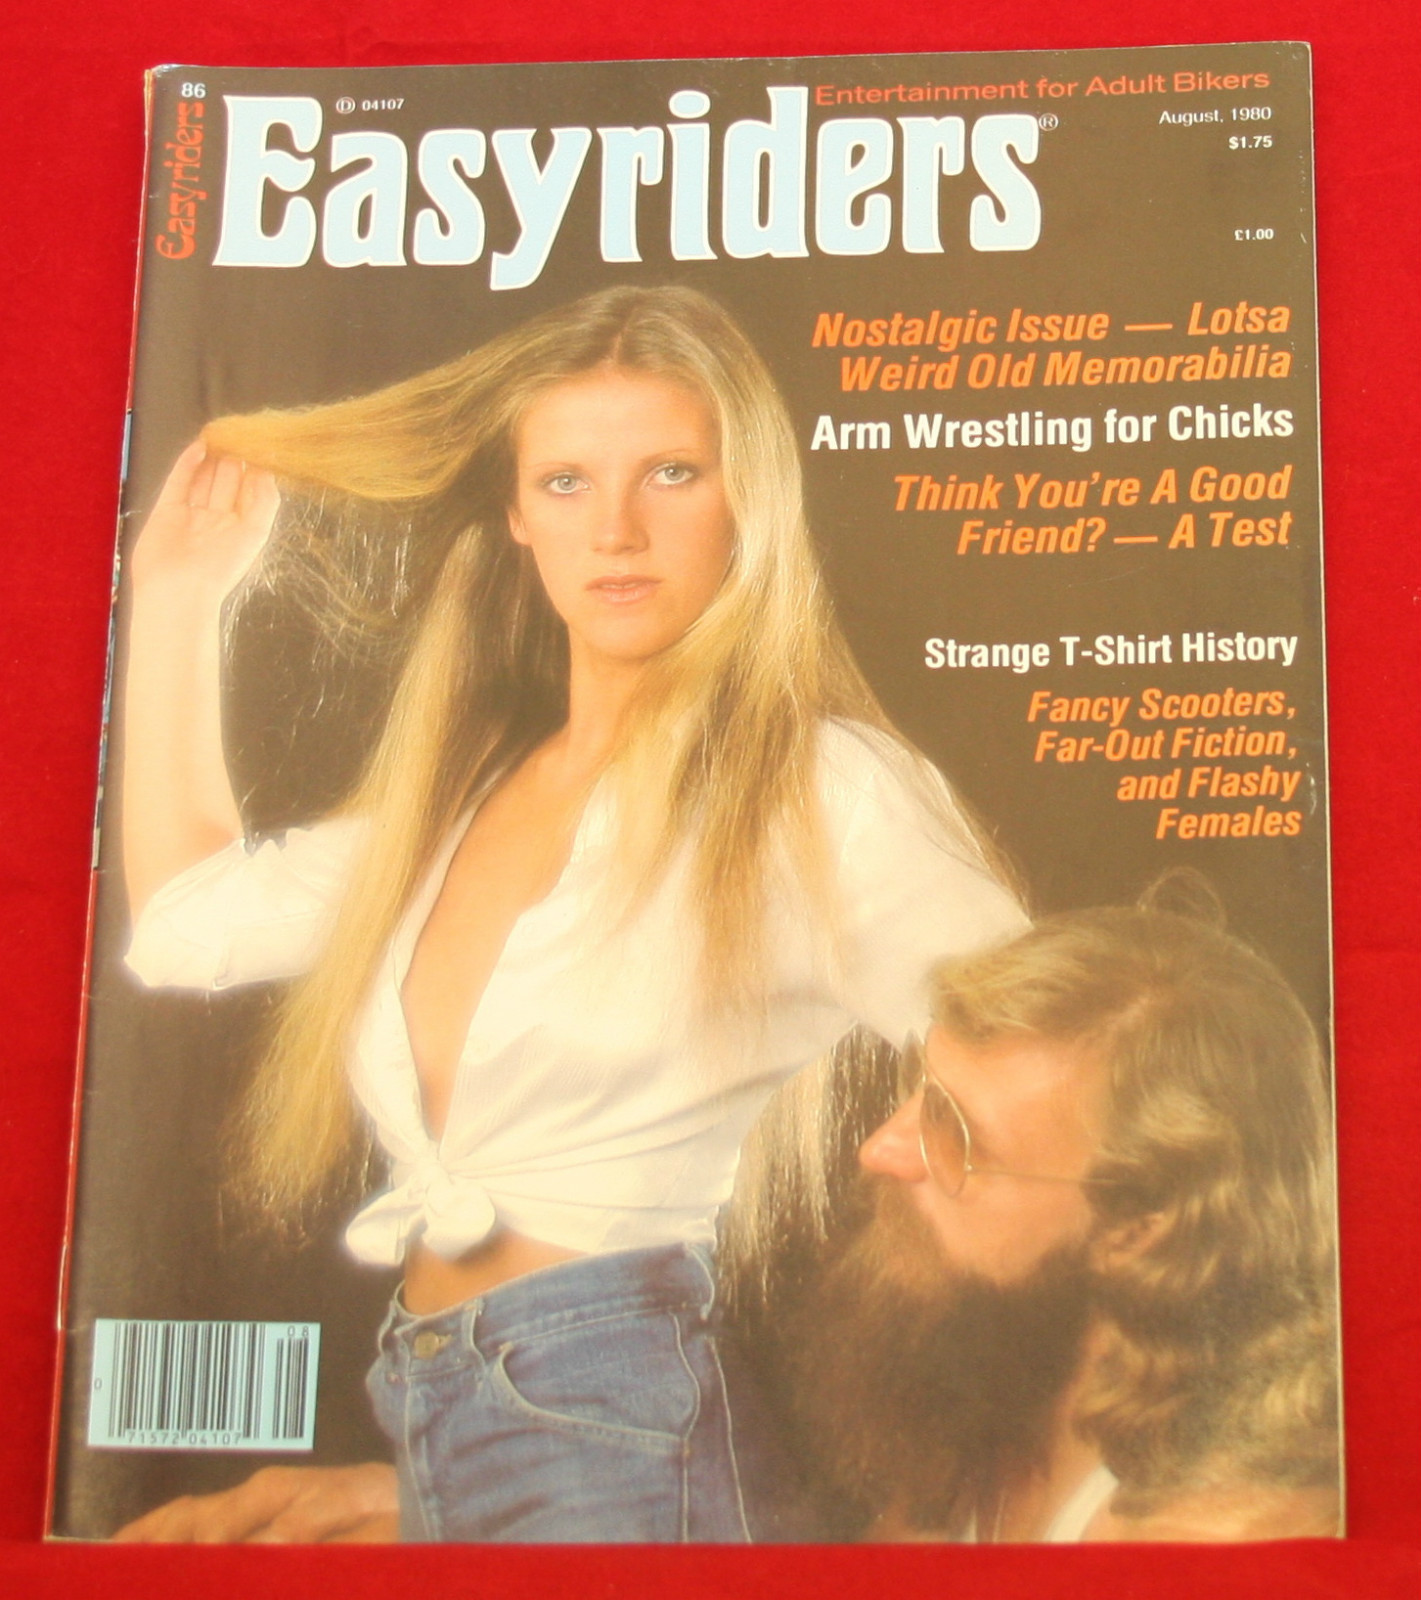 86
Easyriders
Ⓓ 04107
Easyriders®
Entertainment for Adult Bikers
August, 1980
$1.75
£1.00
Nostalgic Issue — Lotsa
Weird Old Memorabilia
Arm Wrestling for Chicks
Think You're A Good
Friend? — A Test
Strange T-Shirt History
Fancy Scooters,
Far-Out Fiction,
and Flashy
Females
08
0 71572 04107